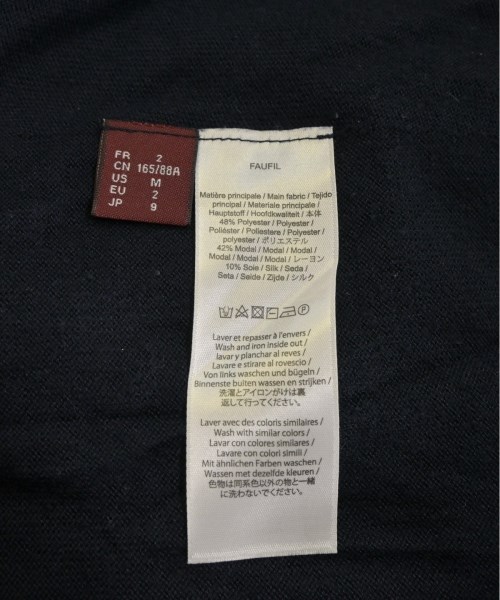 FR 2
CN 165/88A
US M
EU 2
JP 9
FAUFIL
Matière principale / Main fabric / Tejido
principal / Materiale principale /
Hauptstoff / Hoofdkwaliteit / 本体
48% Polyester / Polyester /
Poliéster / Poliestere / Polyester /
polyester / ポリエステル
42% Modal / Modal / Modal /
Modal / Modal / Modal / レーヨン
10% Soie / Silk / Seda /
Seta / Seide / Zijde / シルク
Laver et repasser à l'envers /
Wash and iron inside out /
lavar y planchar al reves /
Lavare e stirare al rovescio /
Von links waschen und bügeln /
Binnenste buiten wassen en strijken /
洗濯とアイロンがけは裏
返して行ってください。
Laver avec des coloris similaires /
Wash with similar colors /
Lavar con colores similares /
Lavare con colori simili /
Mit ähnlichen Farben waschen /
Wassen met dezelfde kleuren /
色物は同系色以外の物と一緒
に洗わないでください。